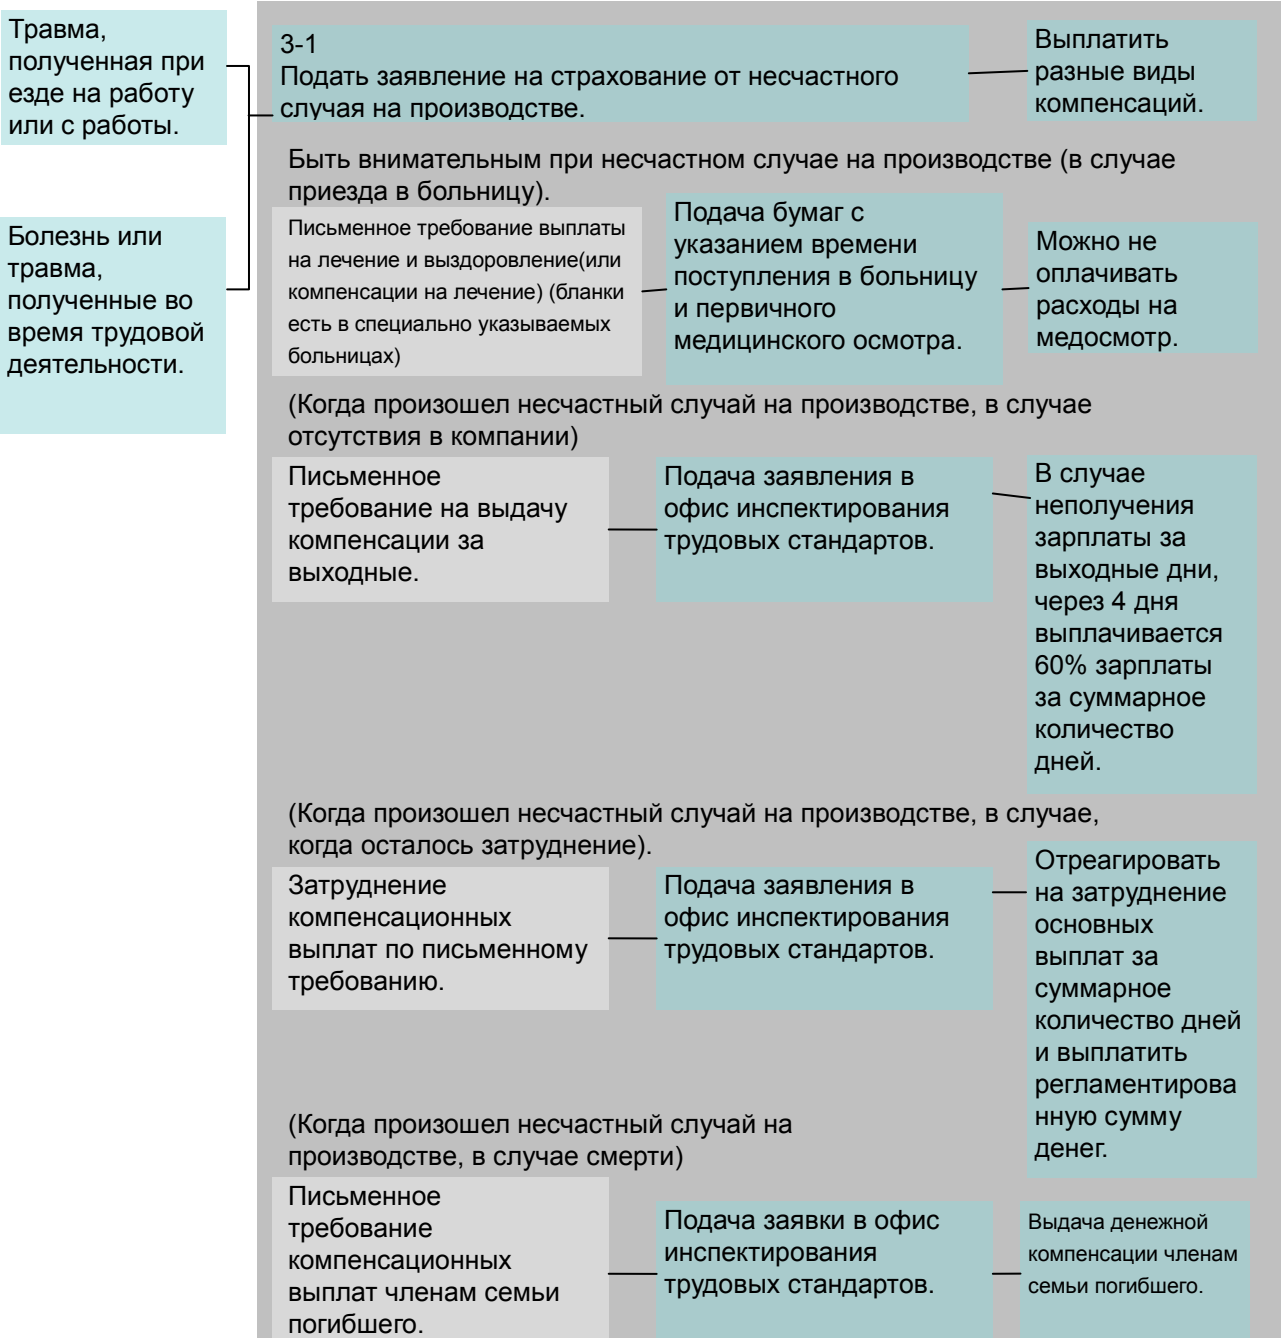 Травма,
полученная при
езде на работу
или с работы.
Болезнь или
травма,
полученные во
время трудовой
деятельности.
3-1
Подать заявление на страхование от несчастного
случая на производстве.
Выплатить
разные виды
компенсаций.
Быть внимательным при несчастном случае на производстве (в случае
приезда в больницу).
Письменное требование выплаты
на лечение и выздоровление(или
компенсации на лечение) (бланки
есть в специально указываемых
больницах)
Подача бумаг с
указанием времени
поступления в больницу
и первичного
медицинского осмотра.
Можно не
оплачивать
расходы на
медосмотр.
(Когда произошел несчастный случай на производстве, в случае
отсутствия в компании)
Письменное
требование на выдачу
компенсации за
выходные.
Подача заявления в
офис инспектирования
трудовых стандартов.
В случае
неполучения
зарплаты за
выходные дни,
через 4 дня
выплачивается
60% зарплаты
за суммарное
количество
дней.
(Когда произошел несчастный случай на производстве, в случае,
когда осталось затруднение).
Затруднение
компенсационных
выплат по письменному
требованию.
Подача заявления в
офис инспектирования
трудовых стандартов.
Отреагировать
на затруднение
основных
выплат за
суммарное
количество дней
и выплатить
регламентирова
нную сумму
денег.
(Когда произошел несчастный случай на
производстве, в случае смерти)
Письменное
требование
компенсационных
выплат членам семьи
погибшего.
Подача заявки в офис
инспектирования
трудовых стандартов.
Выдача денежной
компенсации членам
семьи погибшего.